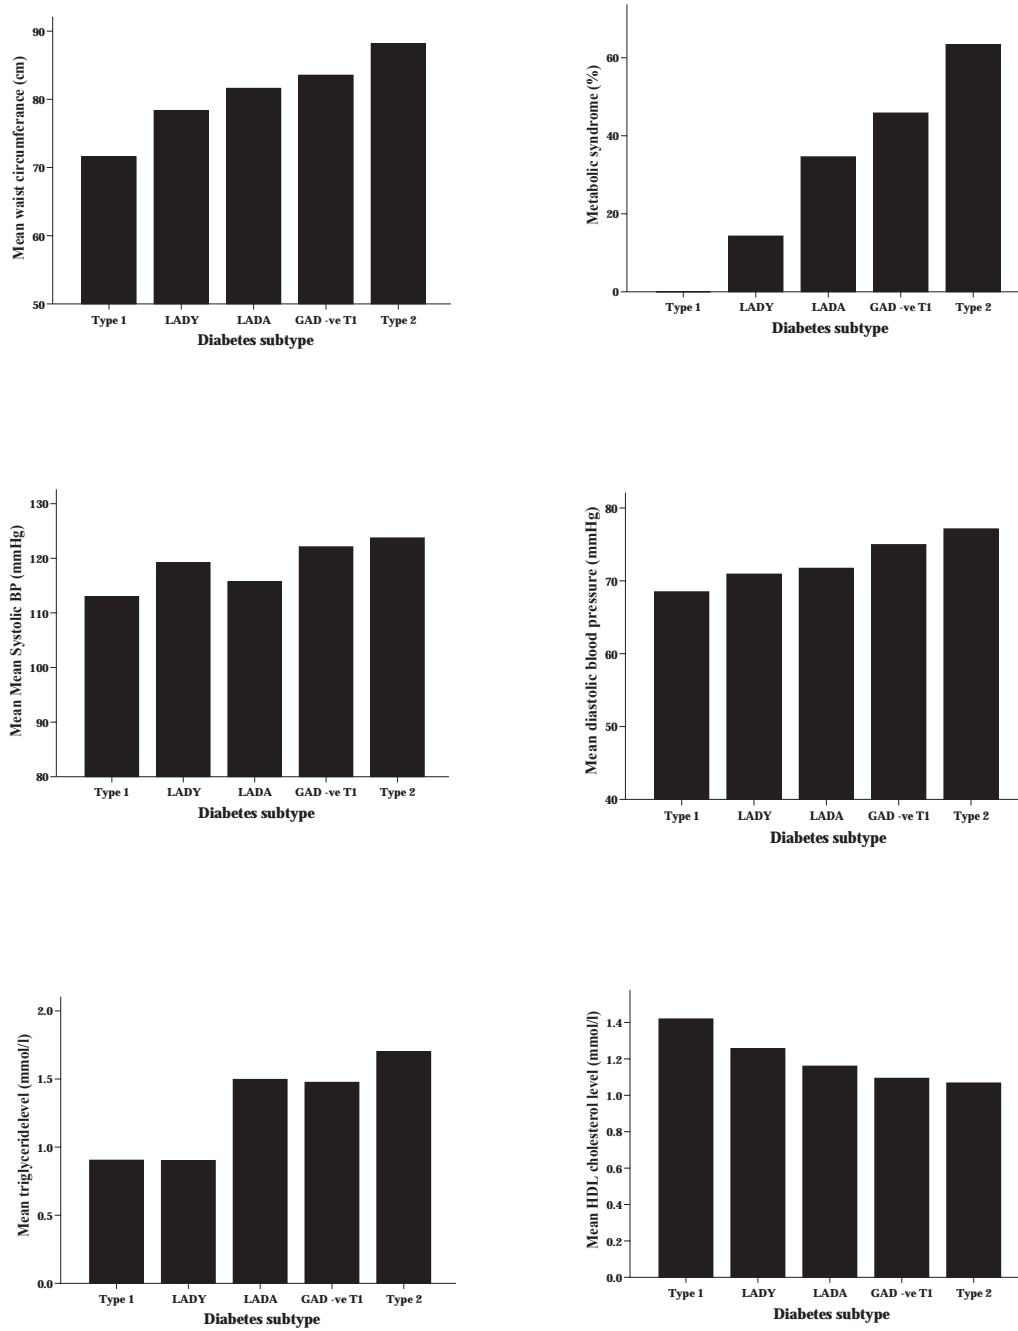 Mean waist circumferance (cm)
90
80
70
60
50
Type 1 LADY LADA GAD -ve T1 Type 2
Diabetes subtype
Metabolic syndrome (%)
60
40
20
0
Type 1 LADY LADA GAD -ve T1 Type 2
Diabetes subtype
Mean Mean Systolic BP (mmHg)
130
120
110
100
90
80
Type 1 LADY LADA GAD -ve T1 Type 2
Diabetes subtype
Mean diastolic blood pressure (mmHg)
80
70
60
50
40
Type 1 LADY LADA GAD -ve T1 Type 2
Diabetes subtype
Mean triglyceridelevel (mmol/l)
2.0
1.5
1.0
0.5
0.0
Type 1 LADY LADA GAD -ve T1 Type 2
Diabetes subtype
Mean HDL cholesterol level (mmol/l)
1.4
1.2
1.0
0.8
0.6
0.4
0.2
0.0
Type 1 LADY LADA GAD -ve T1 Type 2
Diabetes subtype